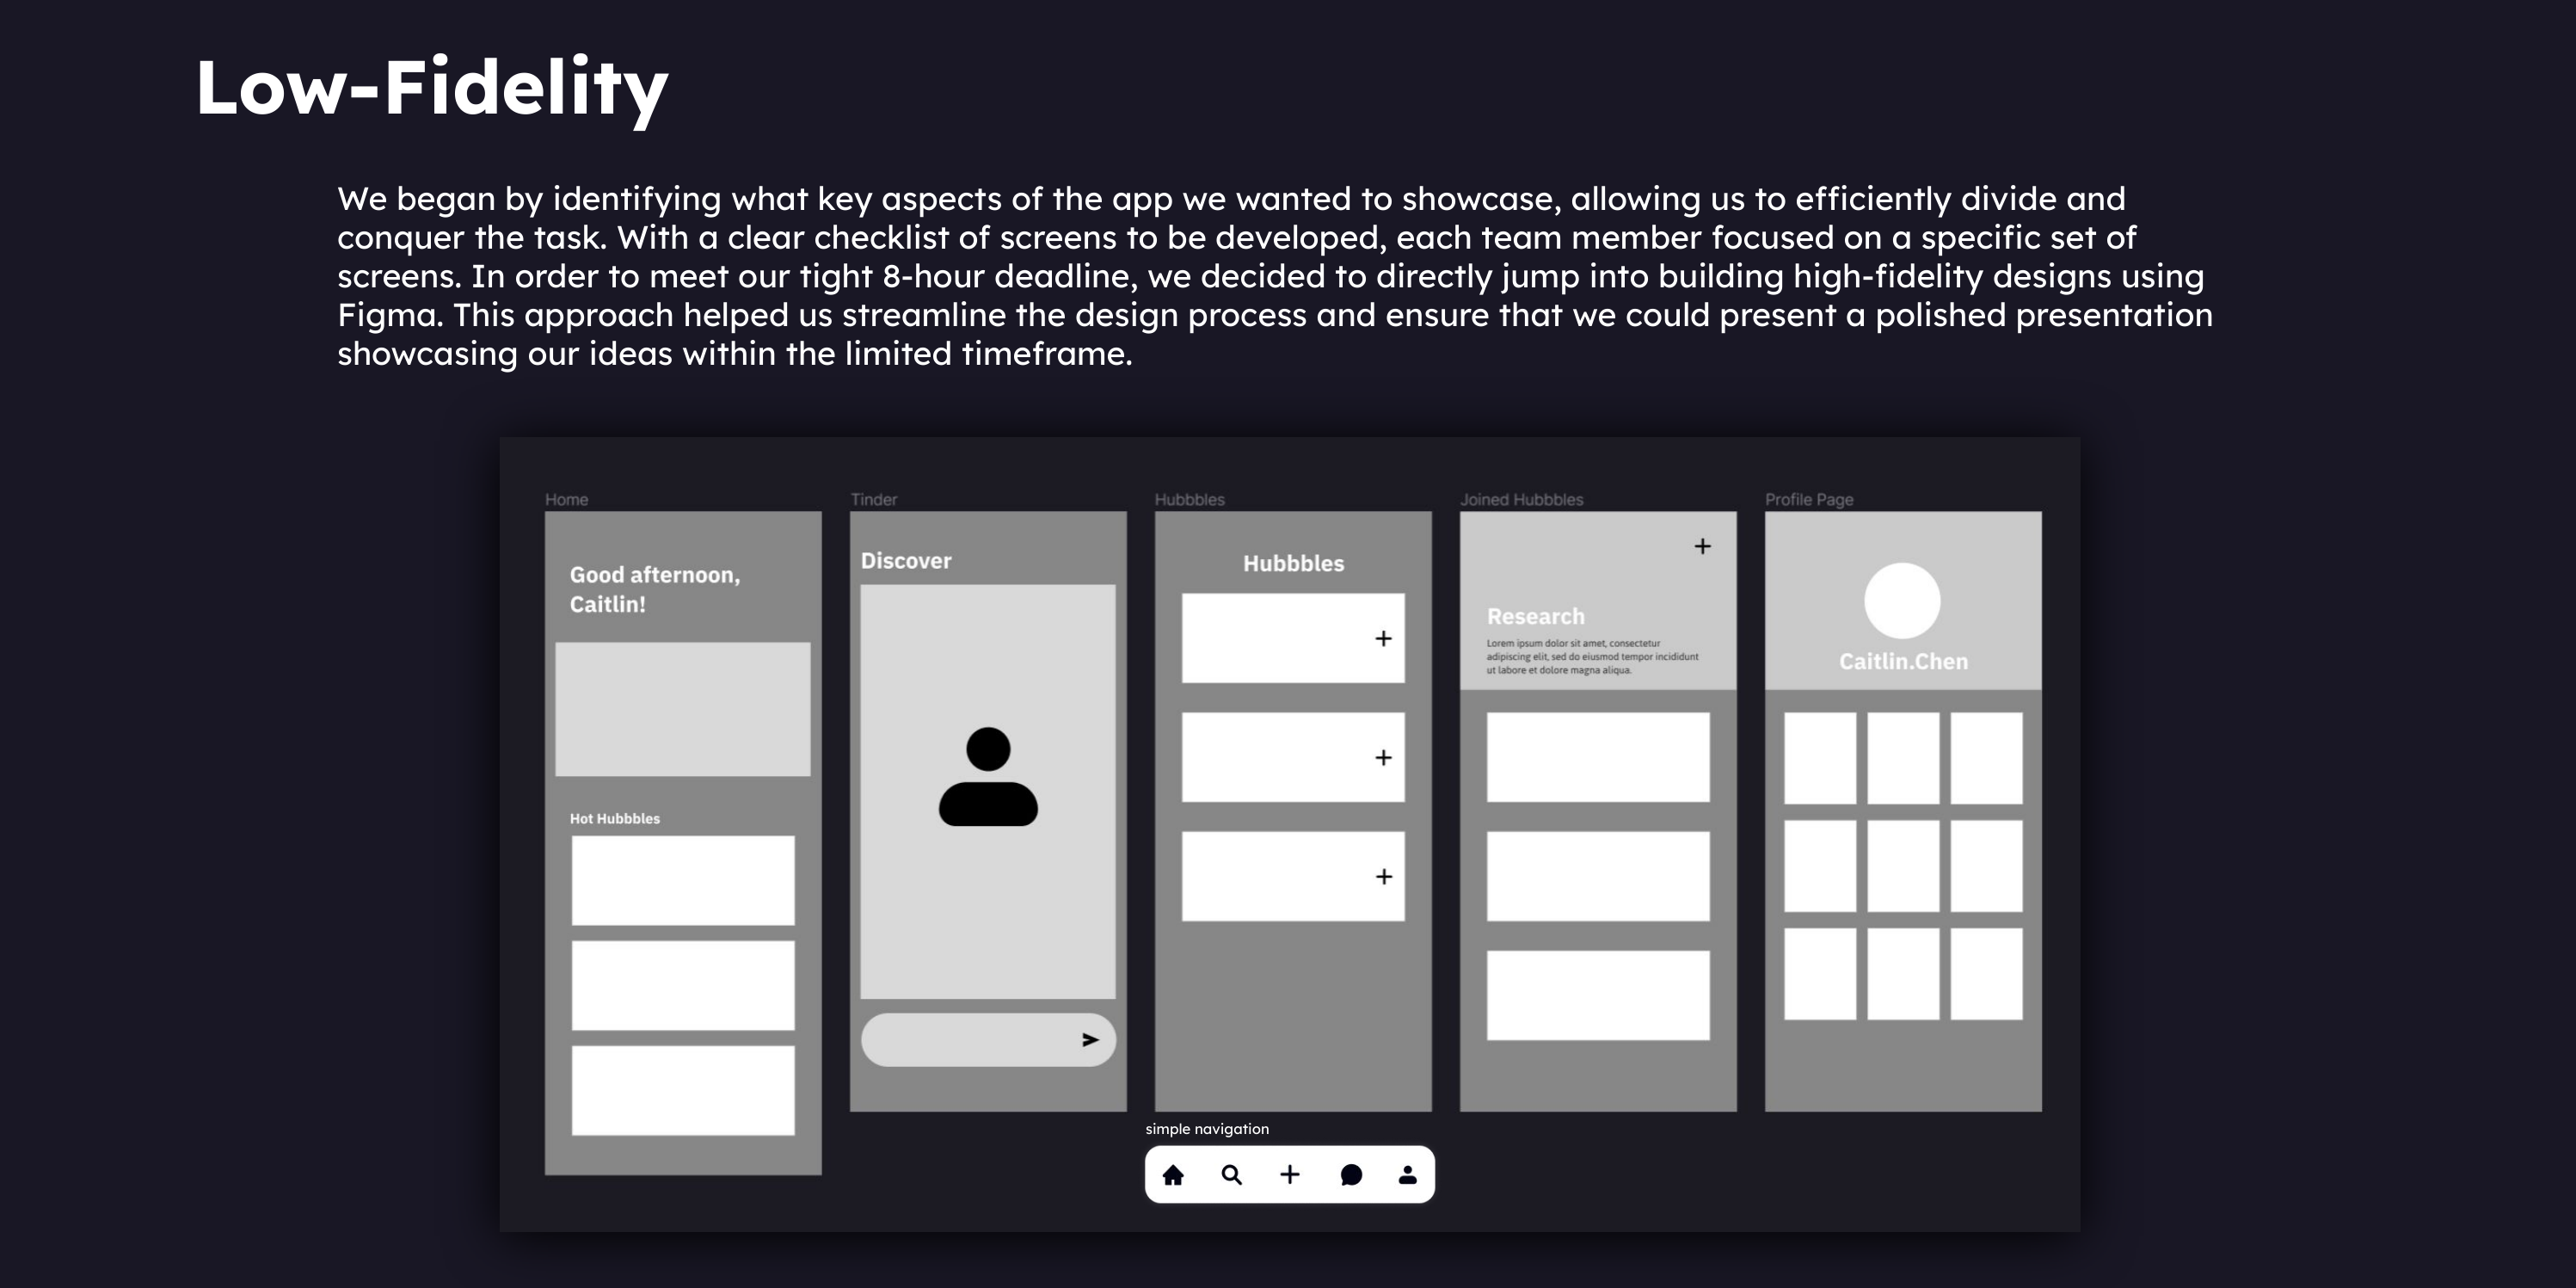 Low-Fidelity
We began by identifying what key aspects of the app we wanted to showcase, allowing us to efficiently divide and
conquer the task. With a clear checklist of screens to be developed, each team member focused on a specific set of
screens. In order to meet our tight 8-hour deadline, we decided to directly jump into building high-fidelity designs using
Figma. This approach helped us streamline the design process and ensure that we could present a polished presentation
showcasing our ideas within the limited timeframe.
Home
Good afternoon,
Caitlin!
Hot Hubbbles
Tinder
Discover
Hubbbles
Hubbbles
Joined Hubbbles
Research
Lorem ipsum dolor sit amet, consectetur
adipiscing elit, sed do eiusmod tempor incididunt
ut labore et dolore magna aliqua.
Profile Page
Caitlin.Chen
simple navigation